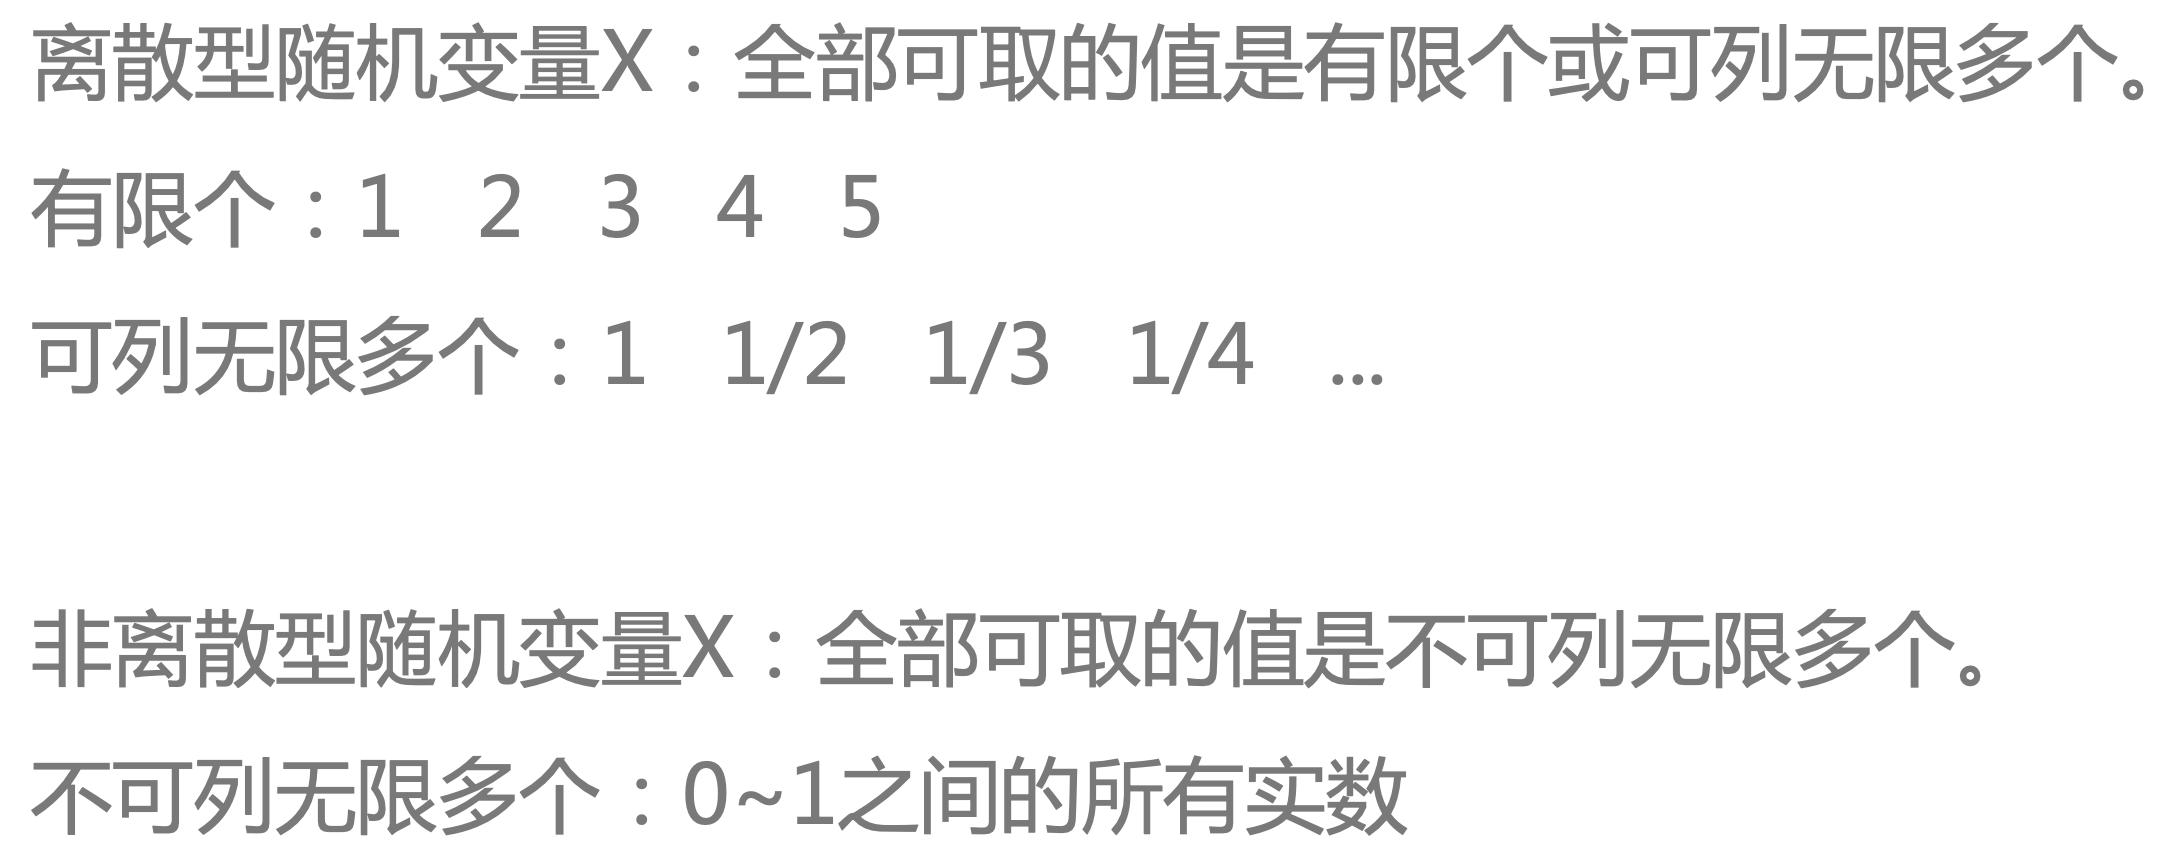 离散型随机变量X：全部可取的值是有限个或可列无限多个。
有限个：1 2 3 4 5
可列无限多个：1 1/2 1/3 1/4 ...
非离散型随机变量X：全部可取的值是不可列无限多个。
不可列无限多个：0~1之间的所有实数